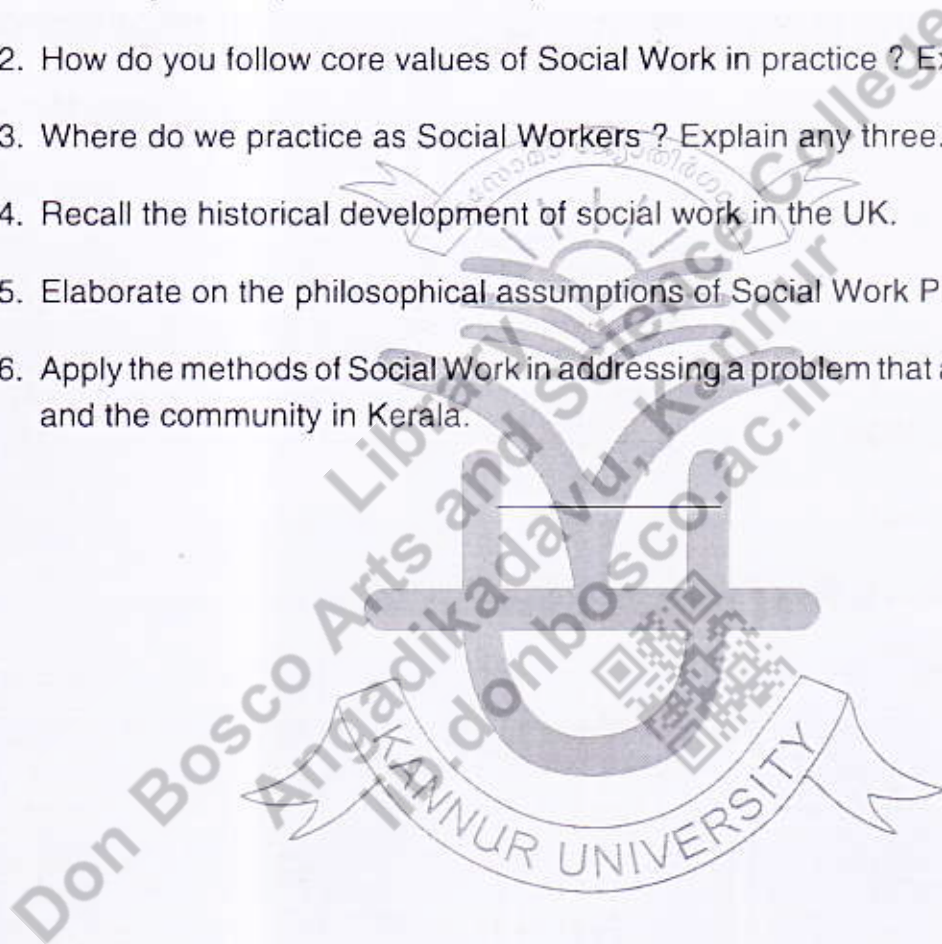 2. How do you follow core values of Social Work in practice ? Ex
3. Where do we practice as Social Workers ? Explain any three.
4. Recall the historical development of social work in the UK.
5. Elaborate on the philosophical assumptions of Social Work P
6. Apply the methods of Social Work in addressing a problem that a
and the community in Kerala.
Library
Don Bosco Arts and Science College
Angadikadavu, Kannur
donbosco.ac.in
KANNUR UNIVERSITY